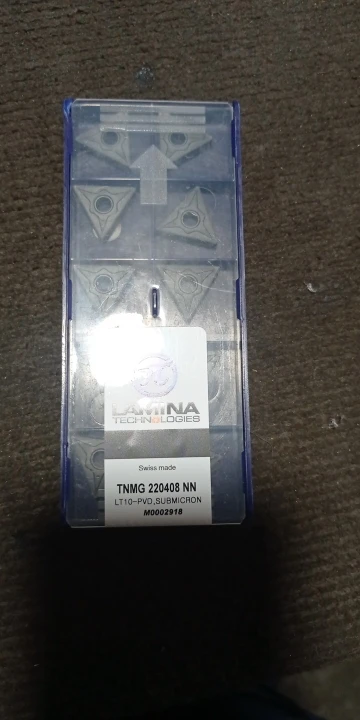 LAMINA
TECHNOLOGIES
Swiss made
TNMG 220408 NN
LT10-PVD,SUBMICRON
M0002918